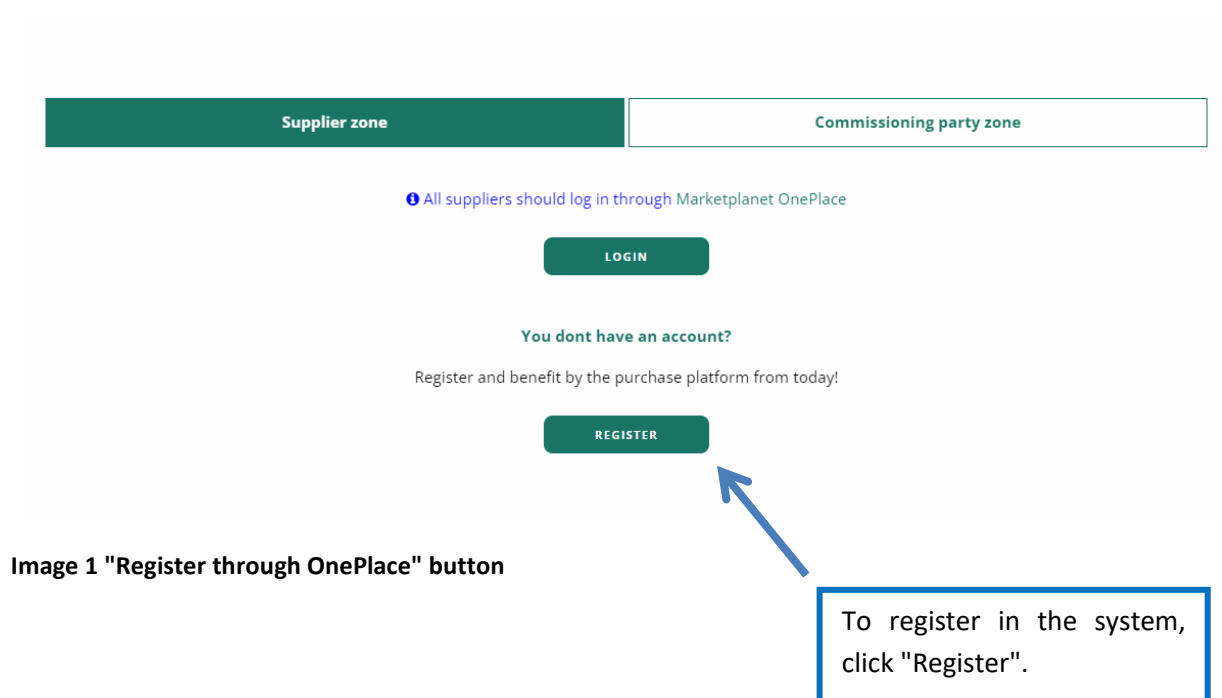 Supplier zone
Commissioning party zone
All suppliers should log in through Marketplanet OnePlace
LOGIN
You dont have an account?
Register and benefit by the purchase platform from today!
REGISTER
Image 1 "Register through OnePlace" button
To register in the system,
click "Register".